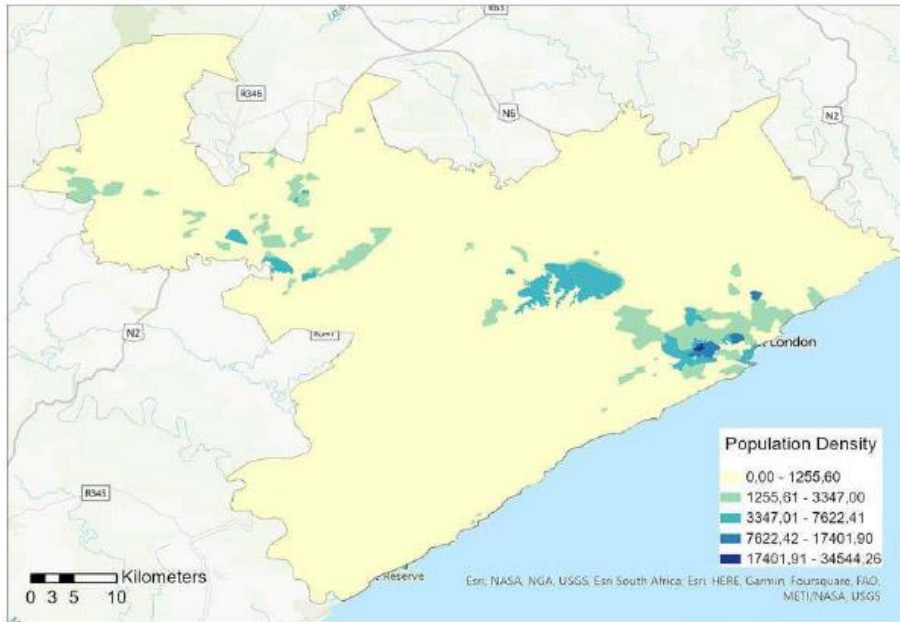 R63
R346
N6
N2
N2
London
R345
Population Density
0,00 - 1255,60
1255,61 - 3347,00
3347,01 - 7622,41
7622,42 - 17401,90
17401,91 - 34544,26
Kilometers
0 3 5 10
Reserve
Esri, NASA, NGA, USGS, Esri South Africa, Esri, HERE, Garmin, Foursquare, FAO,
METI/NASA, USGS